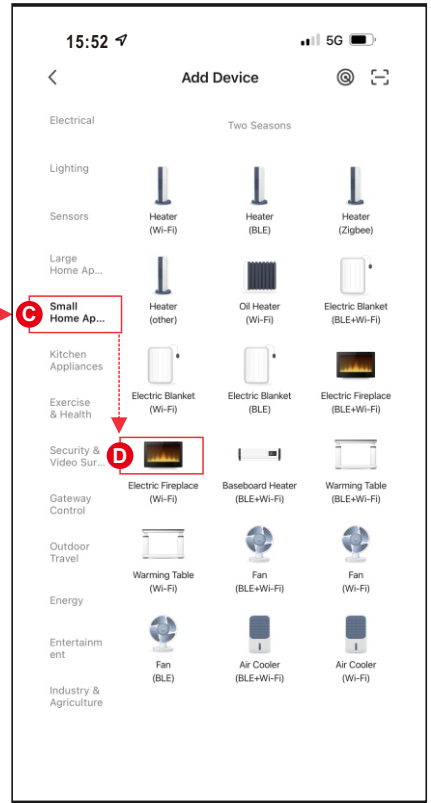 15:52
5G
Add Device
Electrical
Lighting
Sensors
Large
Home Ap...
C
Small
Home Ap...
Kitchen
Appliances
Exercise
& Health
Security &
Video Sur...
Gateway
Control
Outdoor
Travel
Energy
Entertainm
ent
Industry &
Agriculture
Two Seasons
Heater
(Wi-Fi)
Heater
(BLE)
Heater
(Zigbee)
Heater
(other)
Oil Heater
(Wi-Fi)
Electric Blanket
(BLE+Wi-Fi)
Electric Blanket
(Wi-Fi)
Electric Blanket
(BLE)
Electric Fireplace
(BLE+Wi-Fi)
D
Electric Fireplace
(Wi-Fi)
Baseboard Heater
(BLE+Wi-Fi)
Warming Table
(BLE+Wi-Fi)
Warming Table
(Wi-Fi)
Fan
(BLE+Wi-Fi)
Fan
(Wi-Fi)
Fan
(BLE)
Air Cooler
(BLE+Wi-Fi)
Air Cooler
(Wi-Fi)